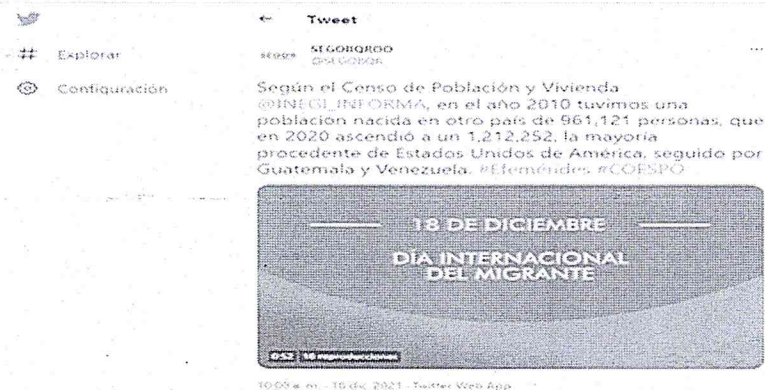 ← Tweet
SEGOBQROO
# Explorar
@SEGOBQR
Configuración
Según el Censo de Población y Vivienda
@INEGI_INFORMA, en el año 2010 tuvimos una
población nacida en otro país de 961,121 personas, que
en 2020 ascendió a un 1,212,252, la mayoría
procedente de Estados Unidos de América, seguido por
Guatemala y Venezuela. #Efemérides #COESPO
18 DE DICIEMBRE
DÍA INTERNACIONAL
DEL MIGRANTE
0:52 reproducciones
10:09 a. m. · 16 dic. 2021 · Twitter Web App